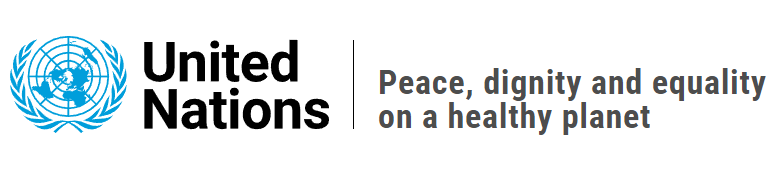 United
Nations
Peace, dignity and equality
on a healthy planet